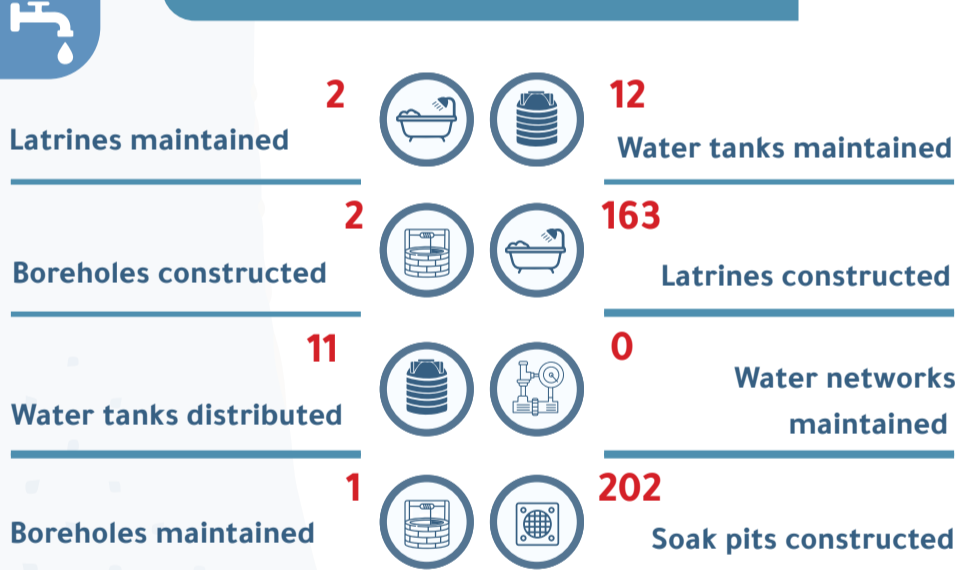 2
Latrines maintained
12
Water tanks maintained
2
Boreholes constructed
163
Latrines constructed
11
Water tanks distributed
0
Water networks
maintained
1
Boreholes maintained
202
Soak pits constructed